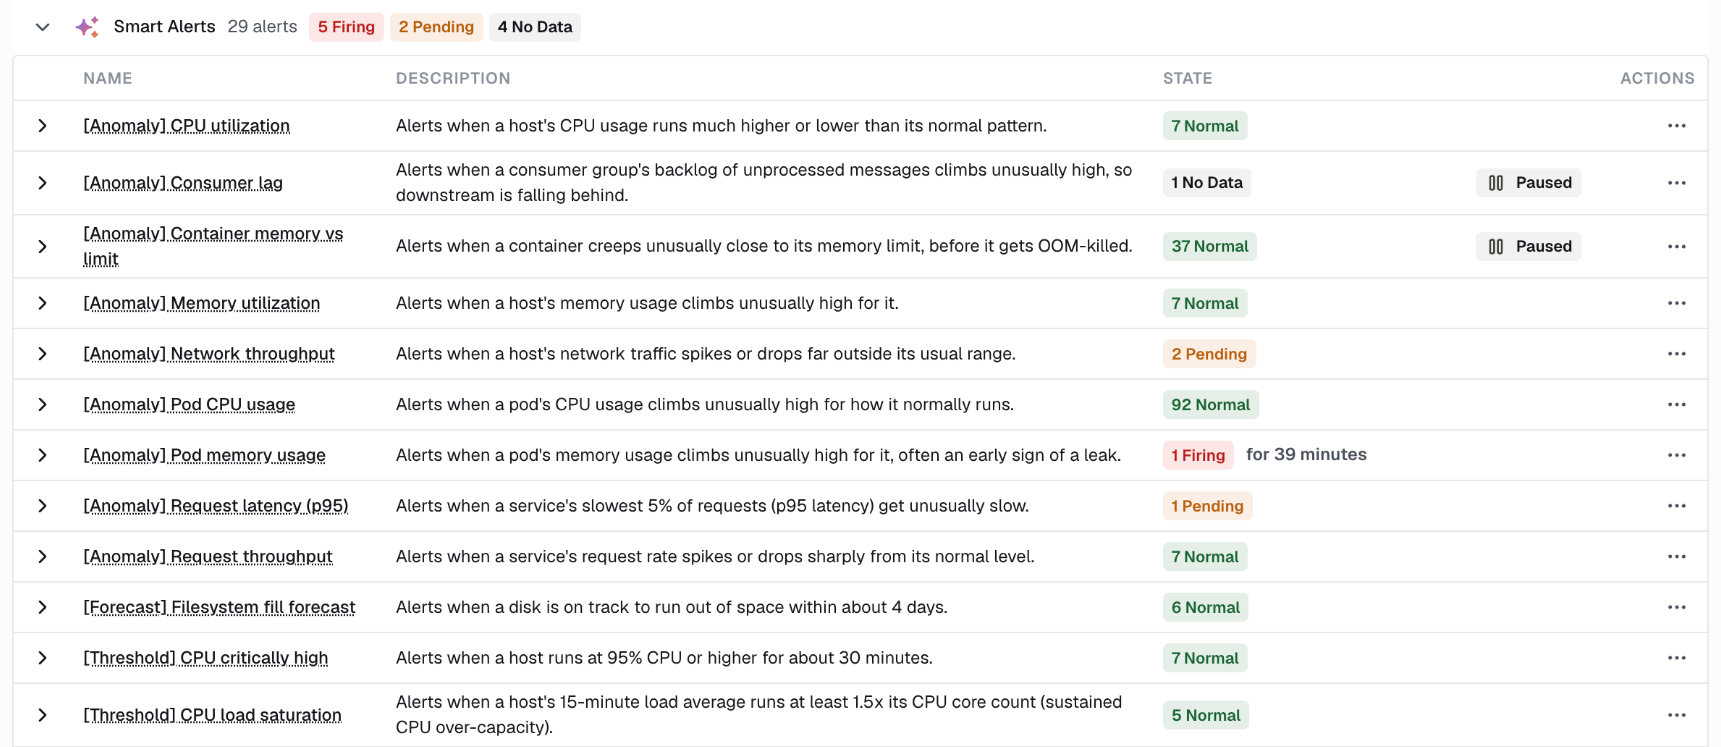 Smart Alerts 29 alerts 5 Firing 2 Pending 4 No Data
NAME DESCRIPTION STATE ACTIONS
[Anomaly] CPU utilization Alerts when a host's CPU usage runs much higher or lower than its normal pattern. 7 Normal
[Anomaly] Consumer lag Alerts when a consumer group's backlog of unprocessed messages climbs unusually high, so
downstream is falling behind. 1 No Data Paused
[Anomaly] Container memory vs
limit Alerts when a container creeps unusually close to its memory limit, before it gets OOM-killed. 37 Normal Paused
[Anomaly] Memory utilization Alerts when a host's memory usage climbs unusually high for it. 7 Normal
[Anomaly] Network throughput Alerts when a host's network traffic spikes or drops far outside its usual range. 2 Pending
[Anomaly] Pod CPU usage Alerts when a pod's CPU usage climbs unusually high for how it normally runs. 92 Normal
[Anomaly] Pod memory usage Alerts when a pod's memory usage climbs unusually high for it, often an early sign of a leak. 1 Firing for 39 minutes
[Anomaly] Request latency (p95) Alerts when a service's slowest 5% of requests (p95 latency) get unusually slow. 1 Pending
[Anomaly] Request throughput Alerts when a service's request rate spikes or drops sharply from its normal level. 7 Normal
[Forecast] Filesystem fill forecast Alerts when a disk is on track to run out of space within about 4 days. 6 Normal
[Threshold] CPU critically high Alerts when a host runs at 95% CPU or higher for about 30 minutes. 7 Normal
[Threshold] CPU load saturation Alerts when a host's 15-minute load average runs at least 1.5x its CPU core count (sustained
CPU over-capacity). 5 Normal